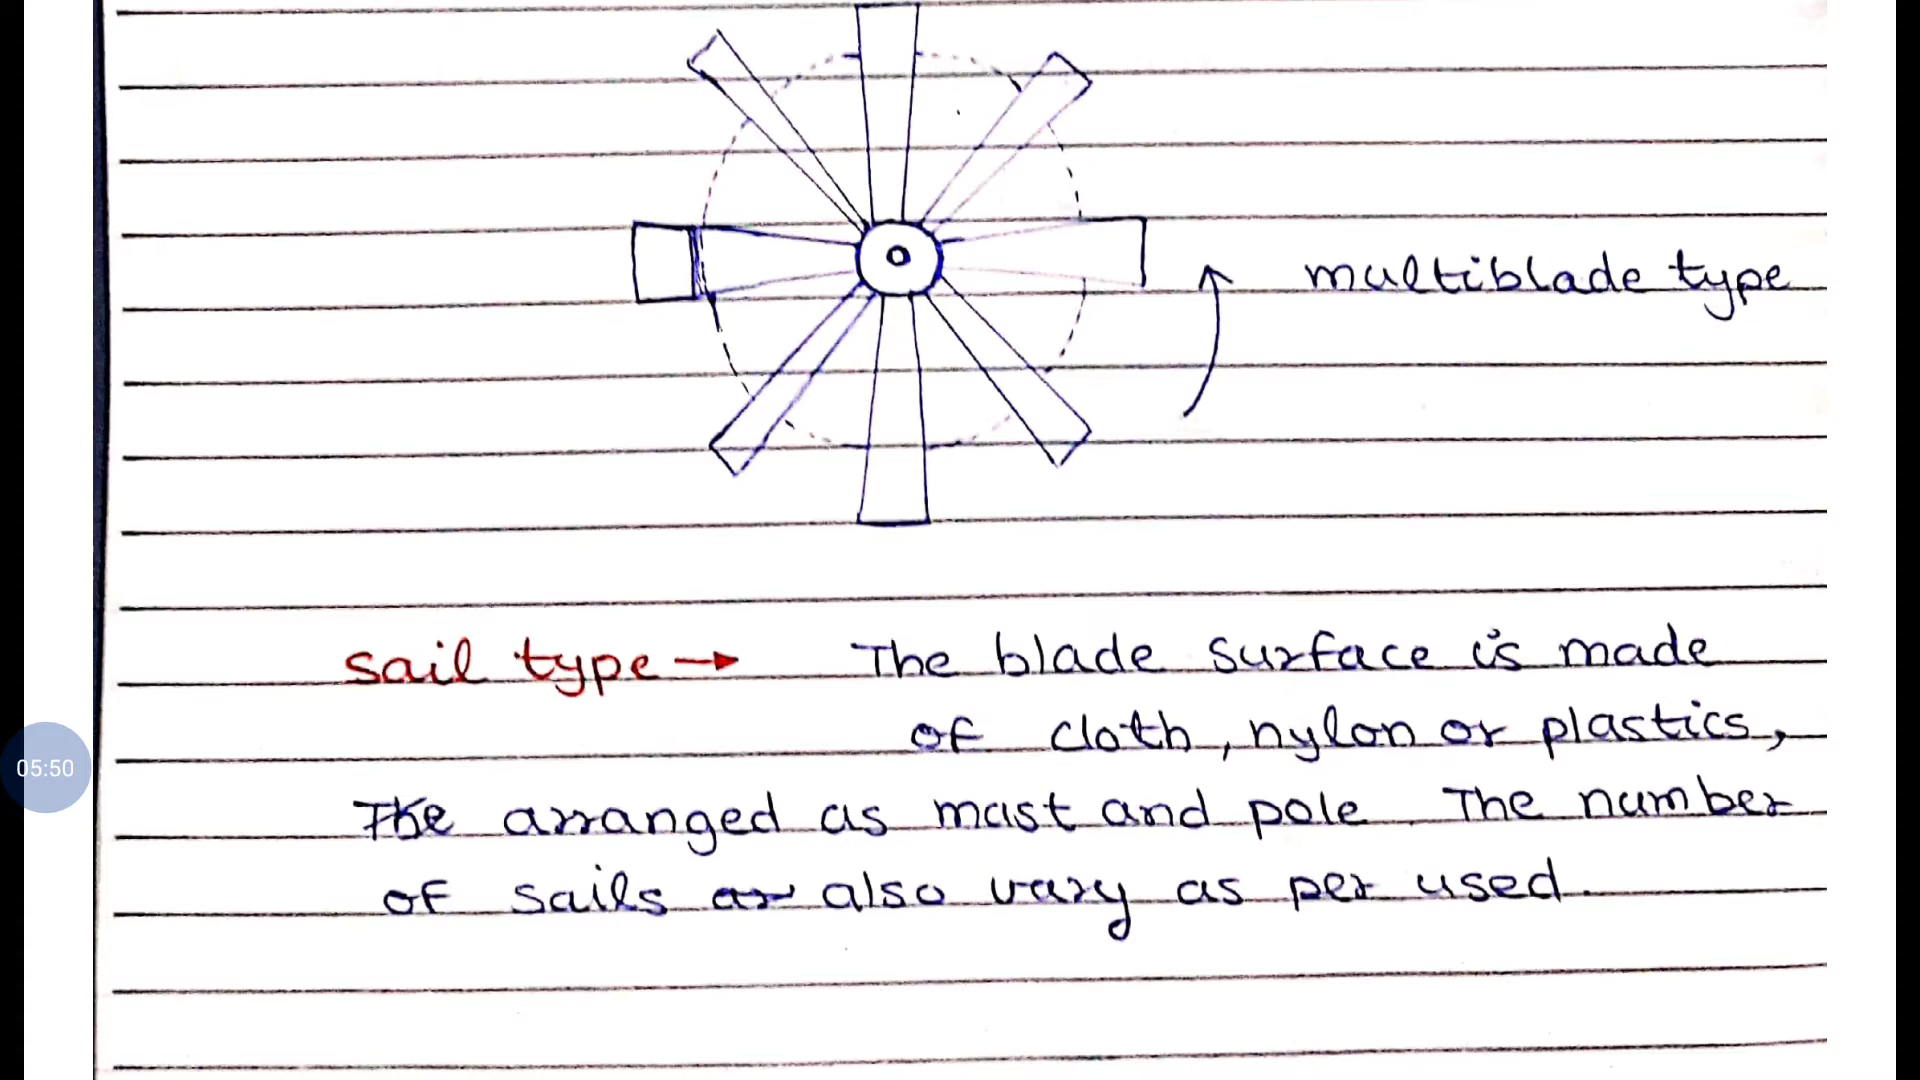 multiblade type
sail type → The blade surface is made
of cloth, nylon or plastics,
The arranged as mast and pole. The number
of sails ar also vary as per used.
05:50